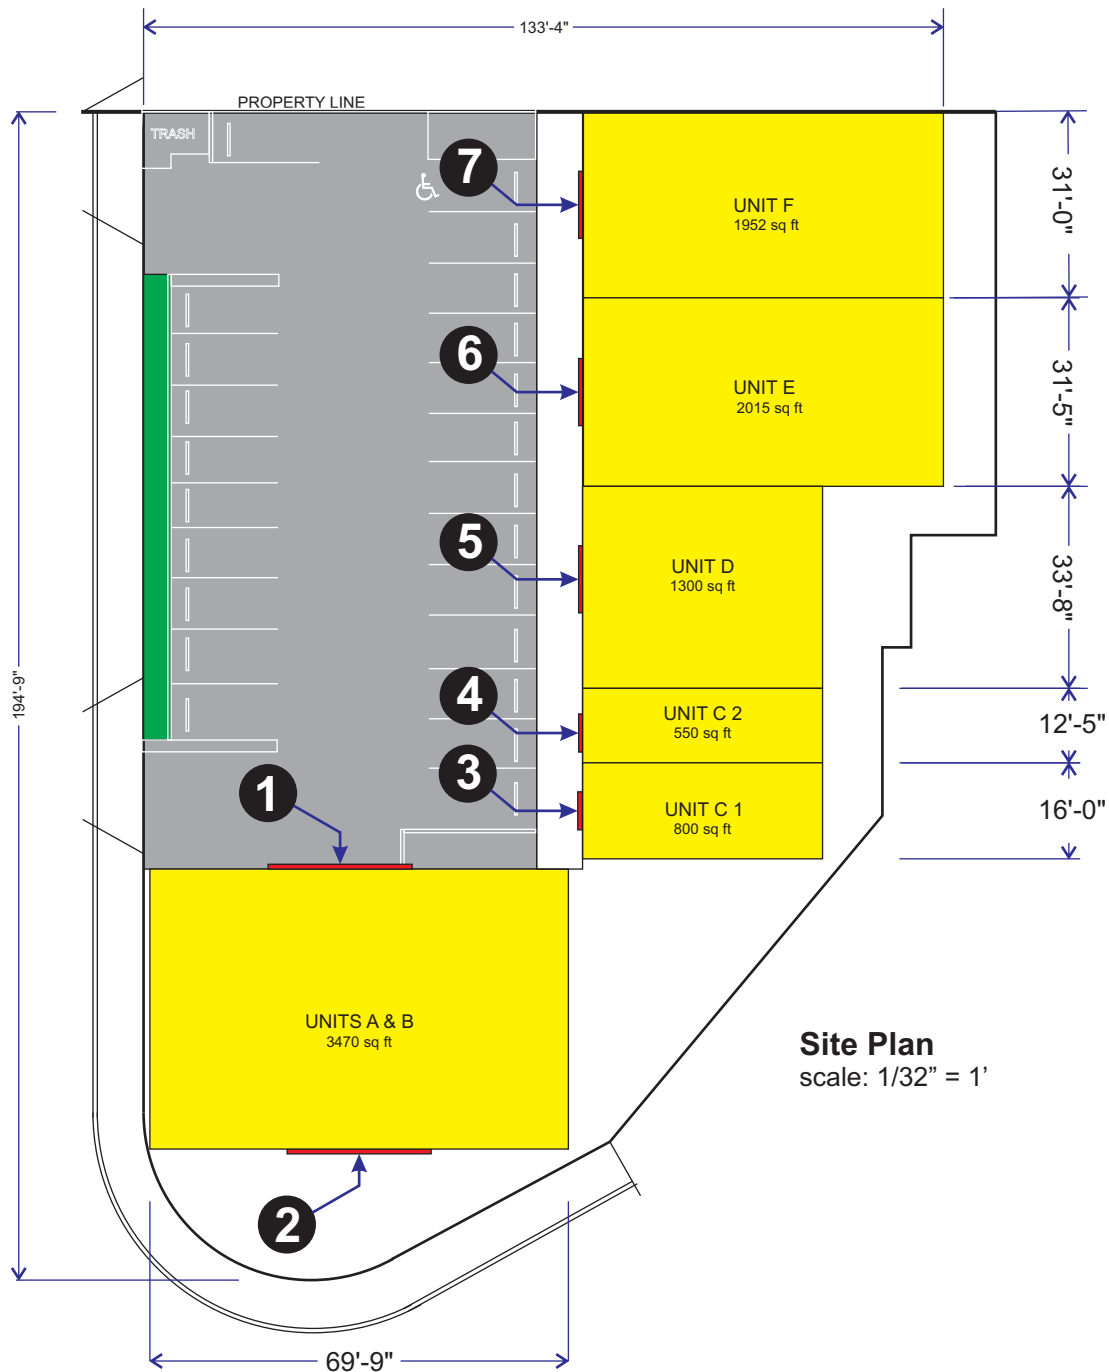 133'-4"
PROPERTY LINE
TRASH
7
UNIT F
1952 sq ft
31'-0"
6
UNIT E
2015 sq ft
31'-5"
5
UNIT D
1300 sq ft
33'-8"
194'-9"
4
UNIT C 2
550 sq ft
12'-5"
3
UNIT C 1
800 sq ft
16'-0"
1
UNITS A & B
3470 sq ft
Site Plan
scale: 1/32” = 1’
2
69'-9"